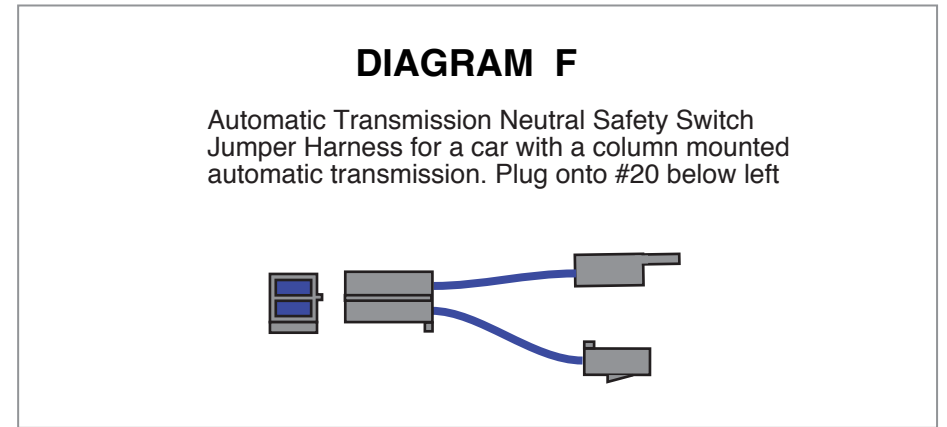 DIAGRAM F
Automatic Transmission Neutral Safety Switch
Jumper Harness for a car with a column mounted
automatic transmission. Plug onto #20 below left